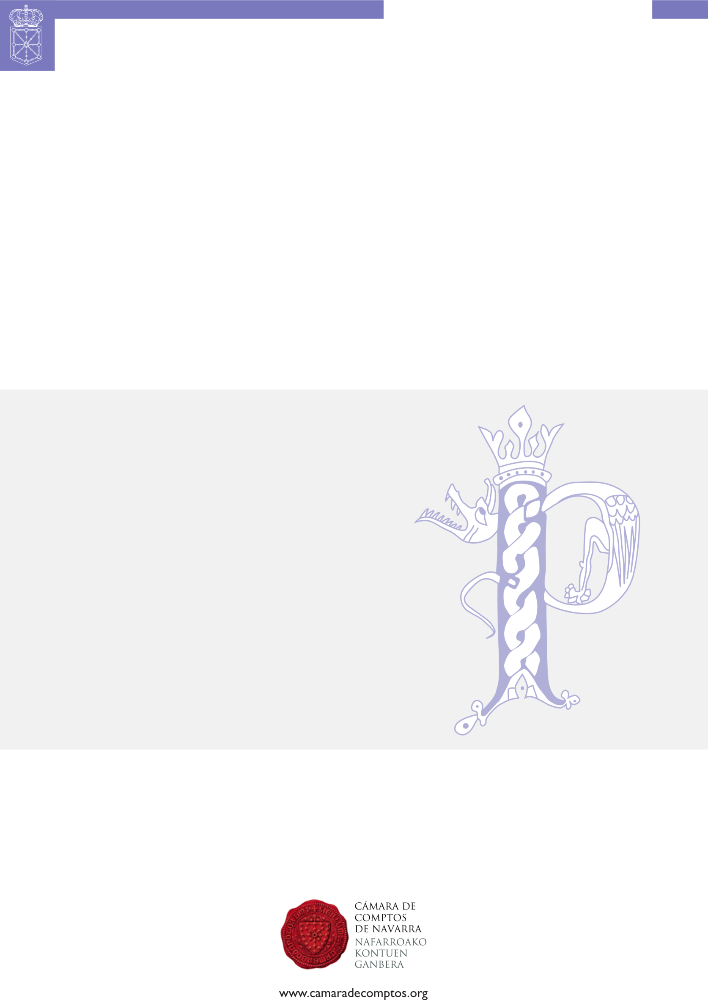 CÁMARA DE
COMPTOS
DE NAVARRA
NAFARROAKO
KONTUEN
GANBERA
www.camaradecomptos.org